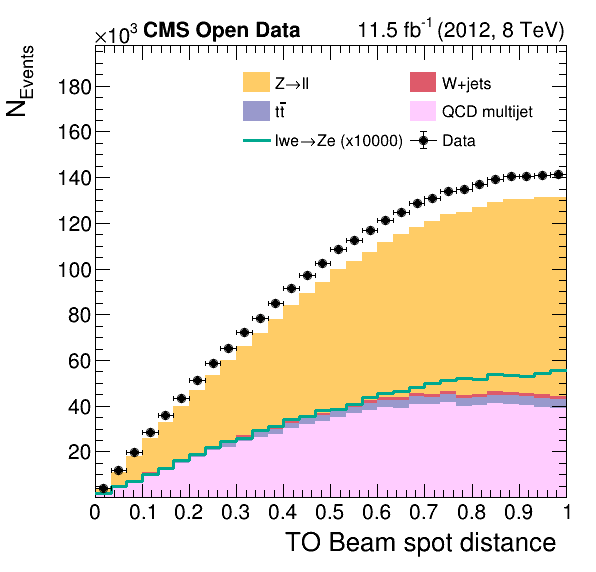 ×10³ CMS Open Data 11.5 fb⁻¹ (2012, 8 TeV)
N_Events
Z→ll W+jets
tt̄ QCD multijet
lwe→Ze (x10000) Data
180
160
140
120
100
80
60
40
20
0 0.1 0.2 0.3 0.4 0.5 0.6 0.7 0.8 0.9 1
TO Beam spot distance